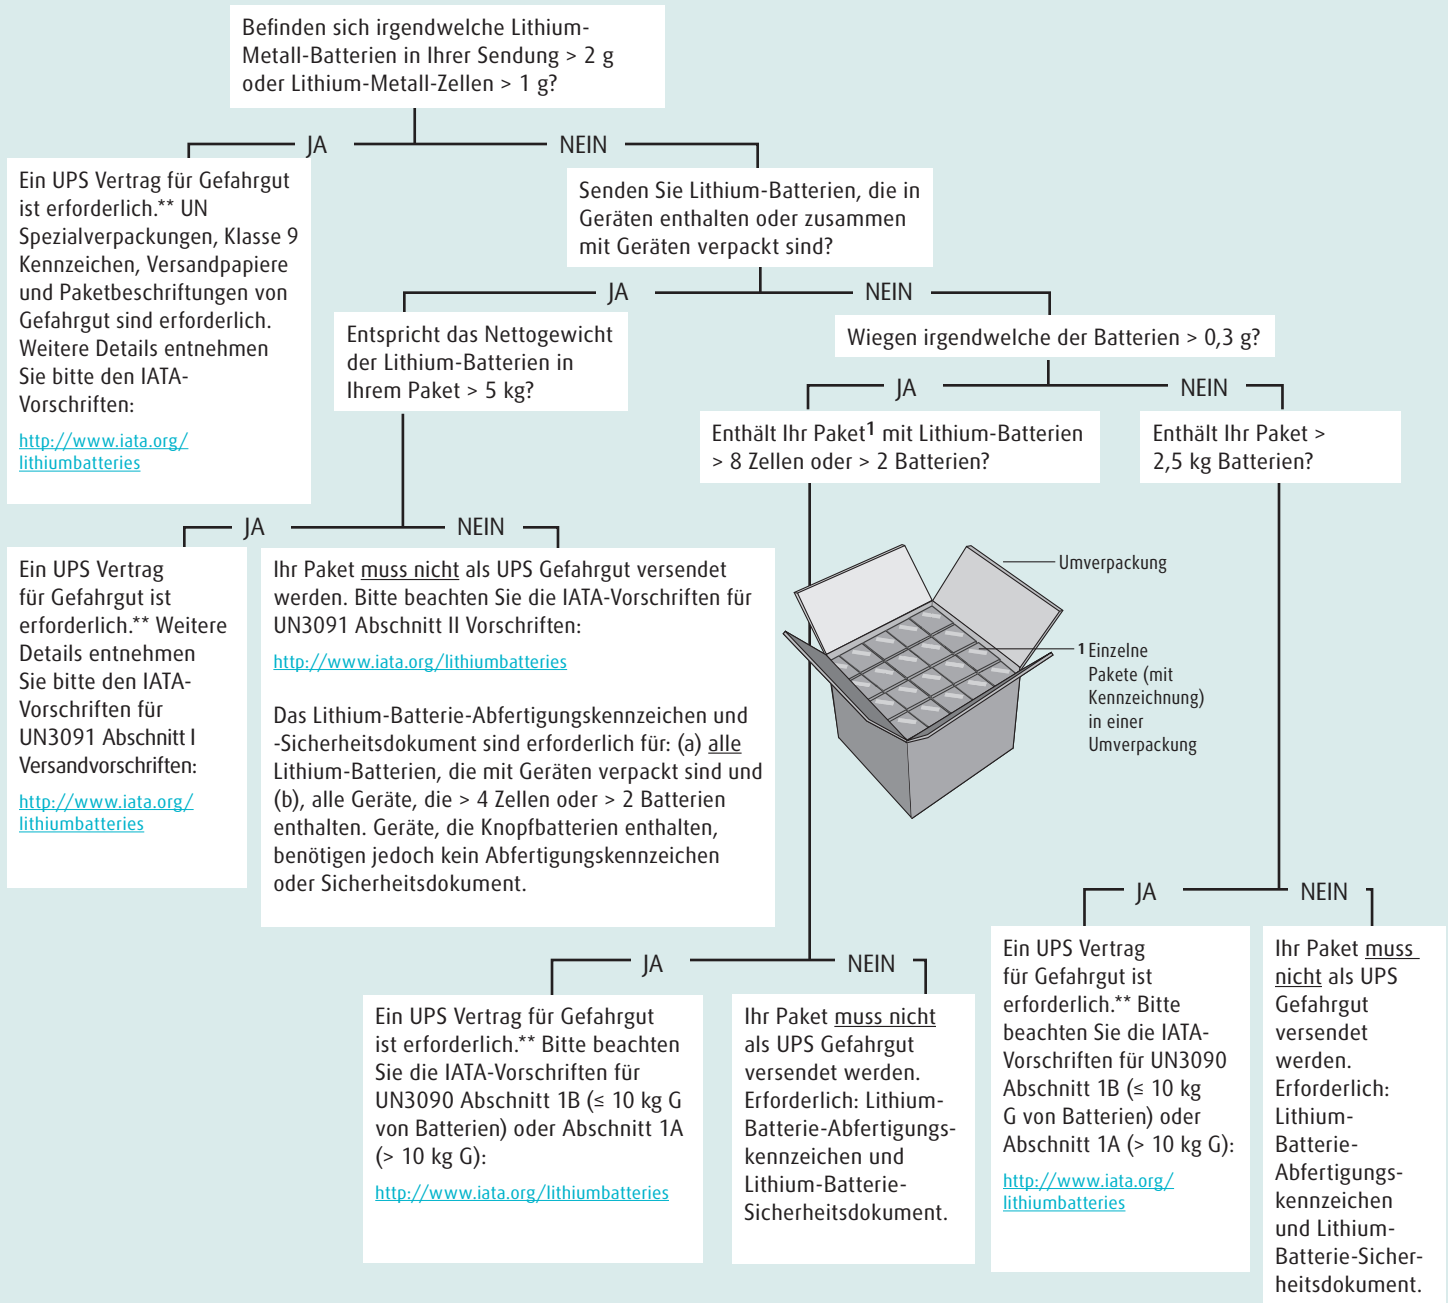 Befinden sich irgendwelche Lithium-
Metall-Batterien in Ihrer Sendung > 2 g
oder Lithium-Metall-Zellen > 1 g?
JA
NEIN
Ein UPS Vertrag für Gefahrgut
ist erforderlich.** UN
Spezialverpackungen, Klasse 9
Kennzeichen, Versandpapiere
und Paketbeschriftungen von
Gefahrgut sind erforderlich.
Weitere Details entnehmen
Sie bitte den IATA-
Vorschriften:
http://www.iata.org/
lithiumbatteries
Senden Sie Lithium-Batterien, die in
Geräten enthalten oder zusammen
mit Geräten verpackt sind?
JA
NEIN
Entspricht das Nettogewicht
der Lithium-Batterien in
Ihrem Paket > 5 kg?
Wiegen irgendwelche der Batterien > 0,3 g?
JA
NEIN
Enthält Ihr Paket¹ mit Lithium-Batterien
> 8 Zellen oder > 2 Batterien?
Enthält Ihr Paket >
2,5 kg Batterien?
JA
NEIN
Ein UPS Vertrag
für Gefahrgut ist
erforderlich.** Weitere
Details entnehmen
Sie bitte den IATA-
Vorschriften für
UN3091 Abschnitt I
Versandvorschriften:
http://www.iata.org/
lithiumbatteries
Ihr Paket muss nicht als UPS Gefahrgut versendet
werden. Bitte beachten Sie die IATA-Vorschriften für
UN3091 Abschnitt II Vorschriften:
http://www.iata.org/lithiumbatteries
Das Lithium-Batterie-Abfertigungskennzeichen und
-Sicherheitsdokument sind erforderlich für: (a) alle
Lithium-Batterien, die mit Geräten verpackt sind und
(b), alle Geräte, die > 4 Zellen oder > 2 Batterien
enthalten. Geräte, die Knopfbatterien enthalten,
benötigen jedoch kein Abfertigungskennzeichen
oder Sicherheitsdokument.
Umverpackung
1 Einzelne
Pakete (mit
Kennzeichnung)
in einer
Umverpackung
JA
NEIN
Ein UPS Vertrag für Gefahrgut
ist erforderlich.** Bitte beachten
Sie die IATA-Vorschriften für
UN3090 Abschnitt 1B (≤ 10 kg G
von Batterien) oder Abschnitt 1A
(> 10 kg G):
http://www.iata.org/lithiumbatteries
Ihr Paket muss nicht
als UPS Gefahrgut
versendet werden.
Erforderlich: Lithium-
Batterie-Abfertigungs-
kennzeichen und
Lithium-Batterie-
Sicherheitsdokument.
JA
NEIN
Ein UPS Vertrag
für Gefahrgut ist
erforderlich.** Bitte
beachten Sie die IATA-
Vorschriften für UN3090
Abschnitt 1B (≤ 10 kg
G von Batterien) oder
Abschnitt 1A (> 10 kg G):
http://www.iata.org/
lithiumbatteries
Ihr Paket muss
nicht als UPS
Gefahrgut
versendet
werden.
Erforderlich:
Lithium-
Batterie-
Abfertigungs-
kennzeichen
und Lithium-
Batterie-Sicher-
heitsdokument.